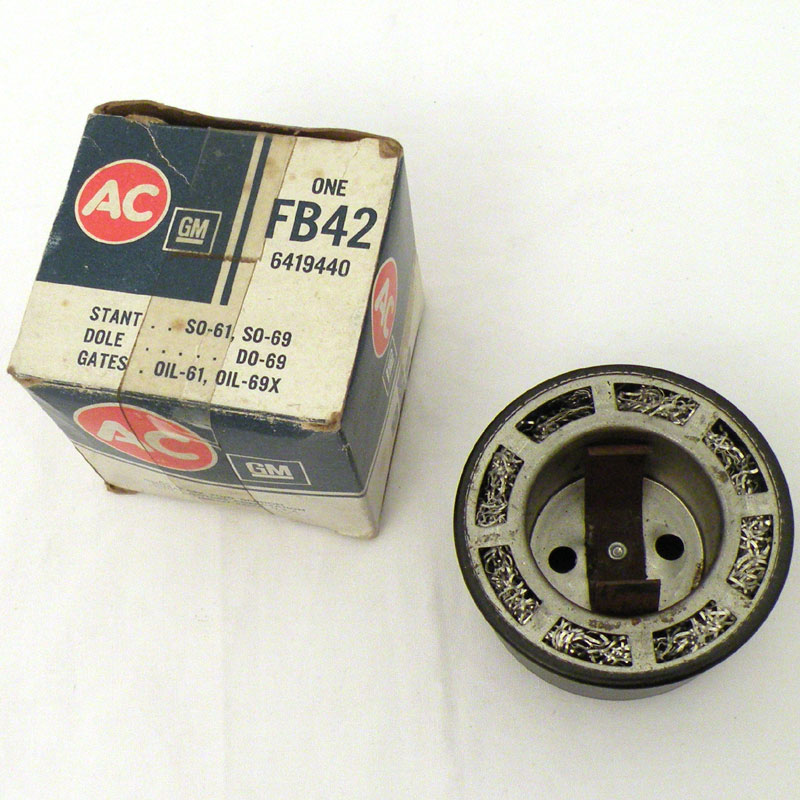 AC
GM
ONE
FB42
6419440
STANT . . SO-61, SO-69
DOLE . . . . . DO-69
GATES . OIL-61, OIL-69X
AC
GM
AC
GM